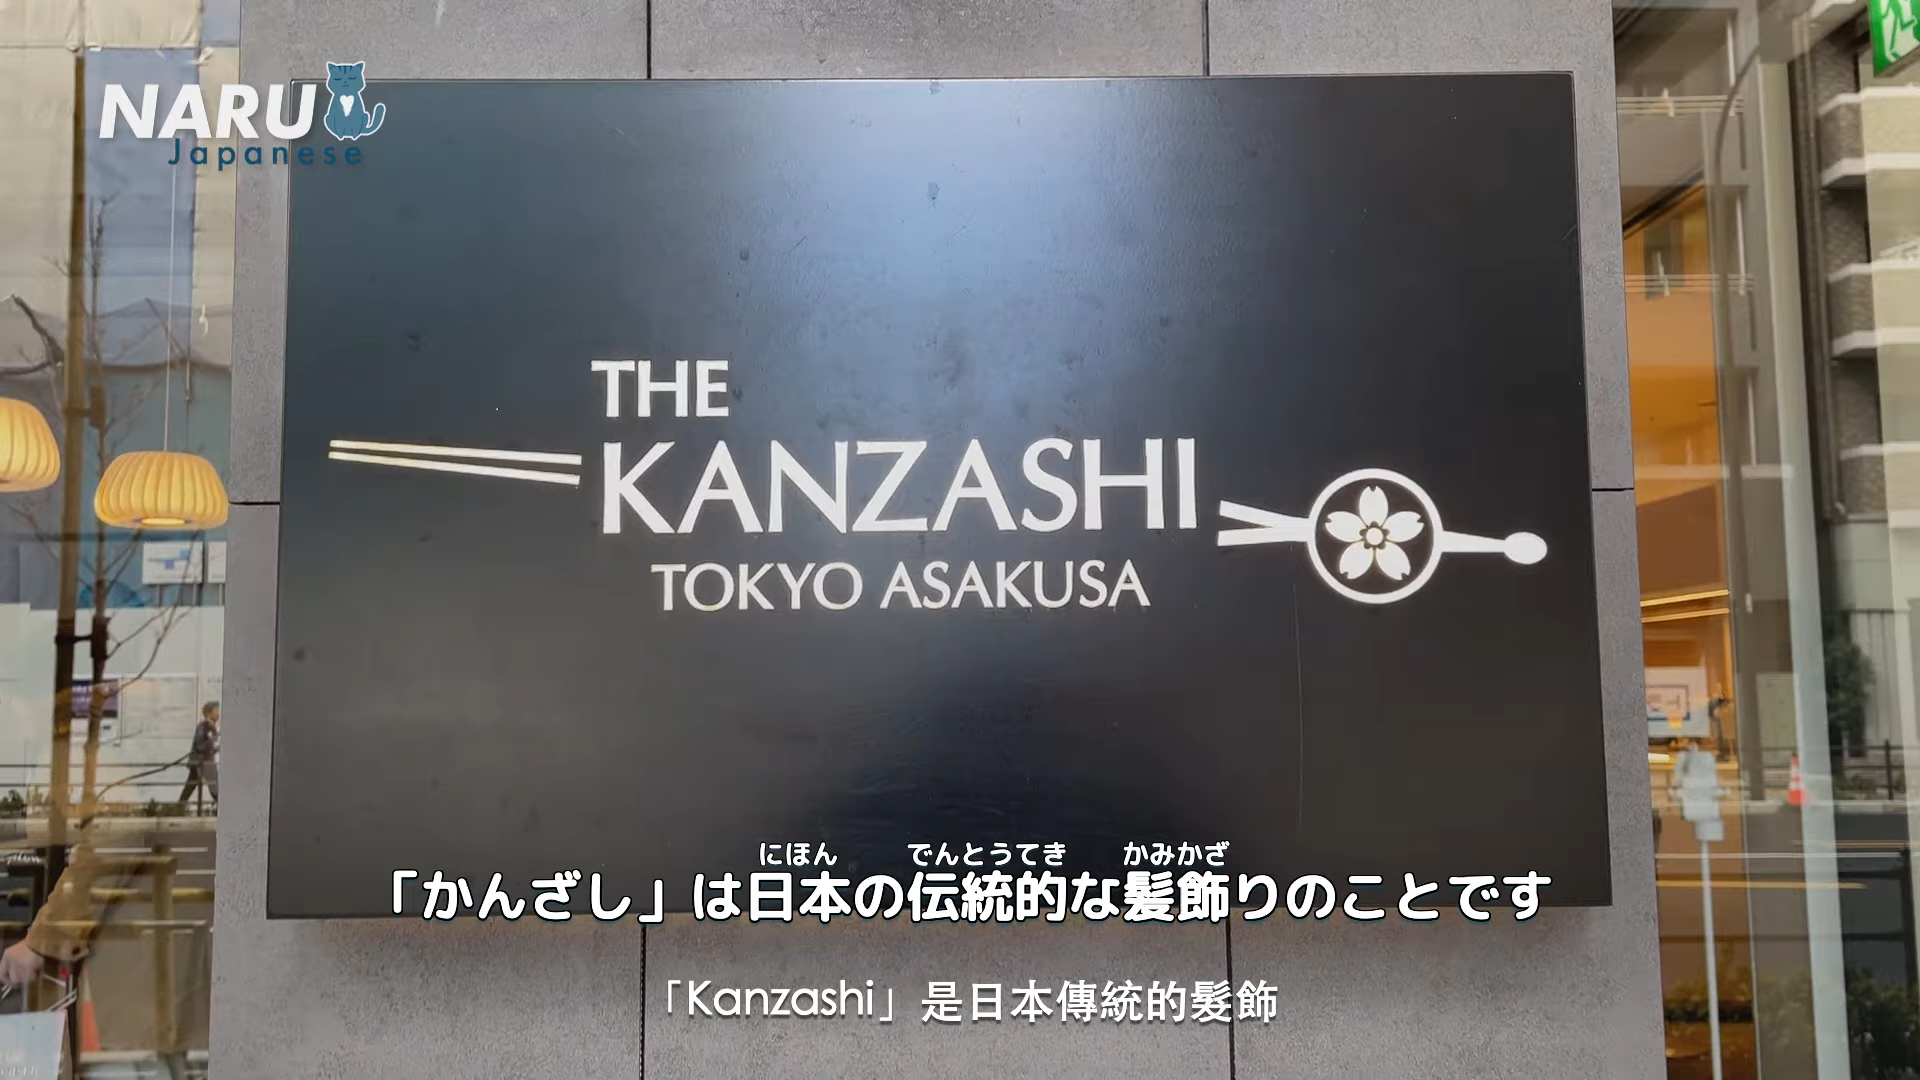 NARU
Japanese
THE
KANZASHI
TOKYO ASAKUSA
にほん でんとうてき かみかざ
「かんざし」は日本の伝統的な髪飾りのことです
「Kanzashi」是日本傳統的髮飾